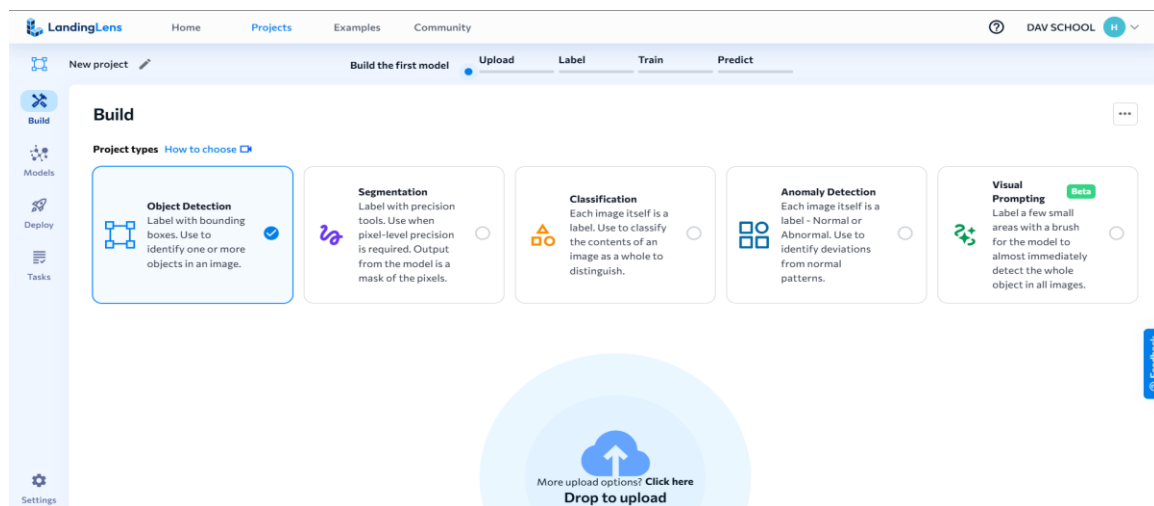 LandingLens Home Projects Examples Community DAV SCHOOL H
New project Build the first model Upload Label Train Predict
Build
Models
Deploy
Tasks
Settings
Build
Project types How to choose
Object Detection
Label with bounding
boxes. Use to
identify one or more
objects in an image.
Segmentation
Label with precision
tools. Use when
pixel-level precision
is required. Output
from the model is a
mask of the pixels.
Classification
Each image itself is a
label. Use to classify
the contents of an
image as a whole to
distinguish.
Anomaly Detection
Each image itself is a
label - Normal or
Abnormal. Use to
identify deviations
from normal
patterns.
Visual
Prompting Beta
Label a few small
areas with a brush
for the model to
almost immediately
detect the whole
object in all images.
More upload options? Click here
Drop to upload